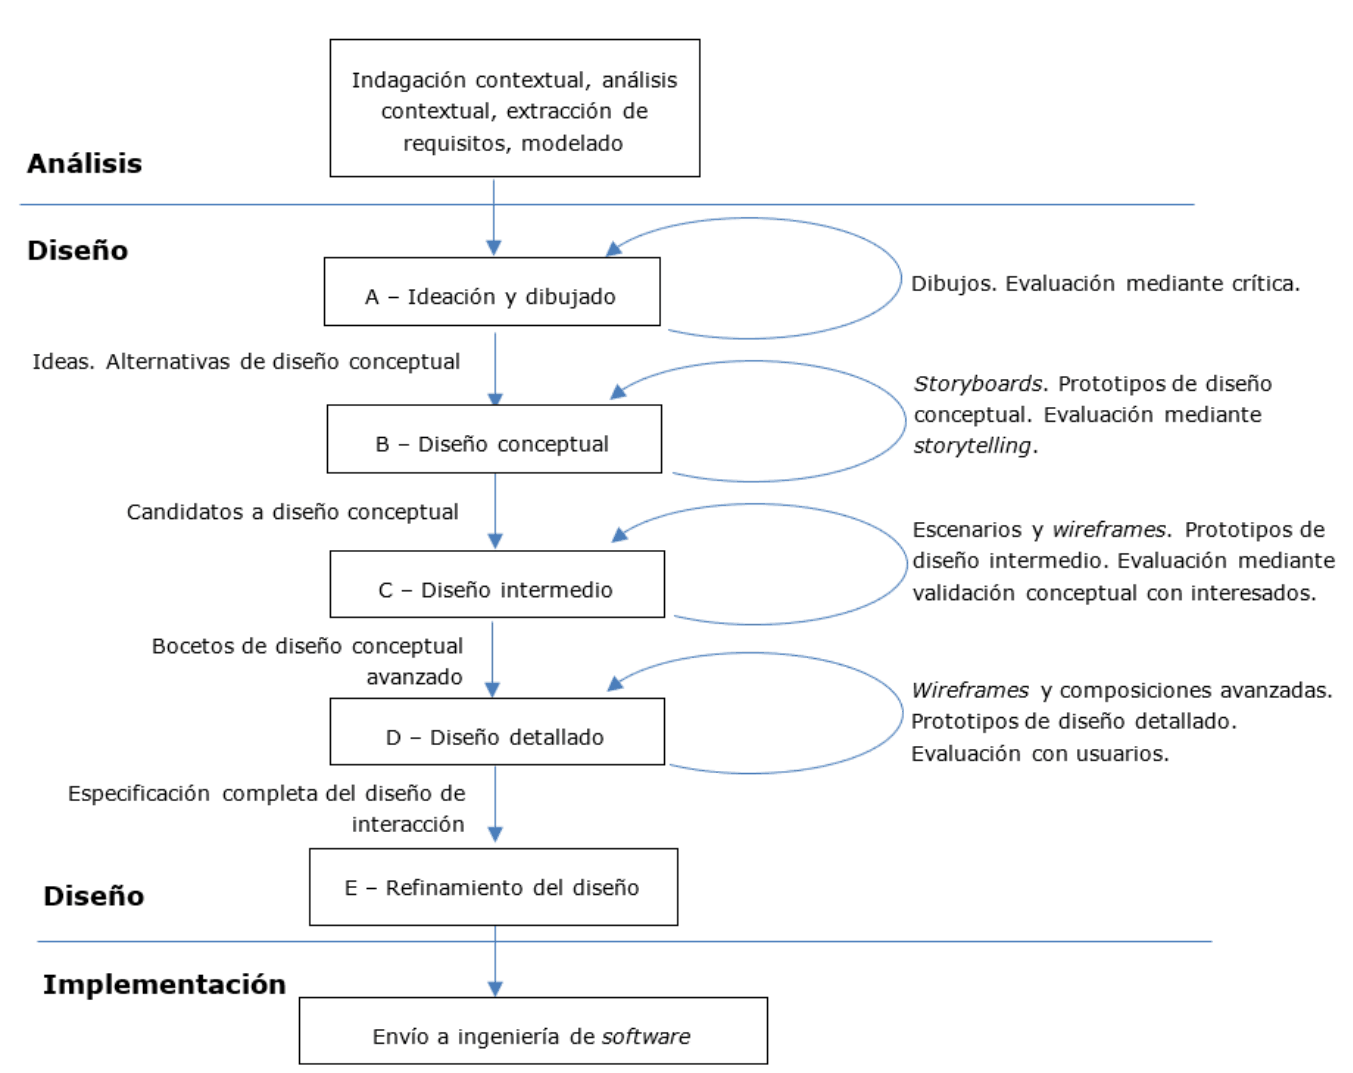 Indagación contextual, análisis
contextual, extracción de
requisitos, modelado
Análisis
Diseño
A – Ideación y dibujado
Dibujos. Evaluación mediante crítica.
Ideas. Alternativas de diseño conceptual
Storyboards. Prototipos de diseño
conceptual. Evaluación mediante
storytelling.
B – Diseño conceptual
Candidatos a diseño conceptual
Escenarios y wireframes. Prototipos de
diseño intermedio. Evaluación mediante
validación conceptual con interesados.
C – Diseño intermedio
Bocetos de diseño conceptual
avanzado
Wireframes y composiciones avanzadas.
Prototipos de diseño detallado.
Evaluación con usuarios.
D – Diseño detallado
Especificación completa del diseño de
interacción
E – Refinamiento del diseño
Diseño
Implementación
Envío a ingeniería de software